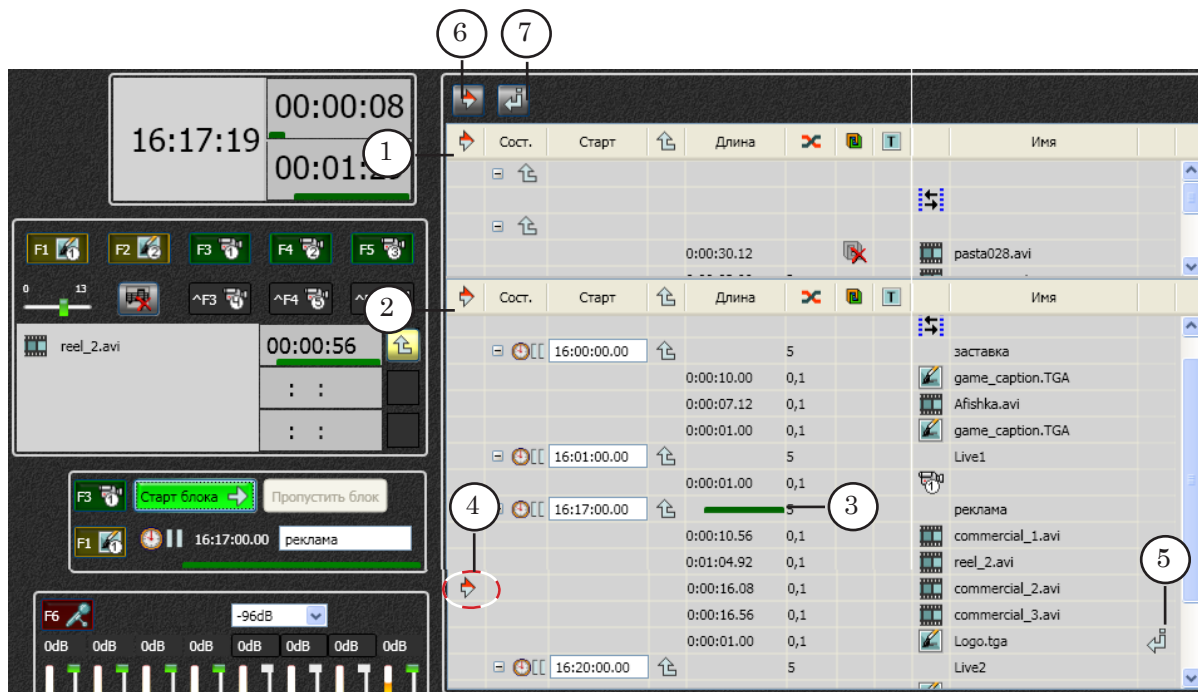 6 7
16:17:19
00:00:08
1
Сост. Старт Длина T Имя
0:00:30.12 pasta028.avi
F1 1 F2 2 F3 1 F4 2 F5 3
0 13 ^F3 1 ^F4
2
reel_2.avi 00:00:56
: :
: :
Сост. Старт Длина T Имя
16:00:00.00 5 заставка
0:00:10.00 0,1 game_caption.TGA
0:00:07.12 0,1 Afishka.avi
0:00:01.00 0,1 game_caption.TGA
16:01:00.00 5 Live1
0:00:01.00 0,1 1
16:17:00.00 5 реклама
3
4
0:00:10.56 0,1 commercial_1.avi
0:01:04.92 0,1 reel_2.avi
0:00:16.08 0,1 commercial_2.avi
5
0:00:16.56 0,1 commercial_3.avi
0:00:01.00 0,1 Logo.tga
16:20:00.00 5 Live2
F3 1 Старт блока Пропустить блок
F1 1 16:17:00.00 реклама
F6 -96dB
0dB 0dB 0dB 0dB 0dB 0dB 0dB 0dB